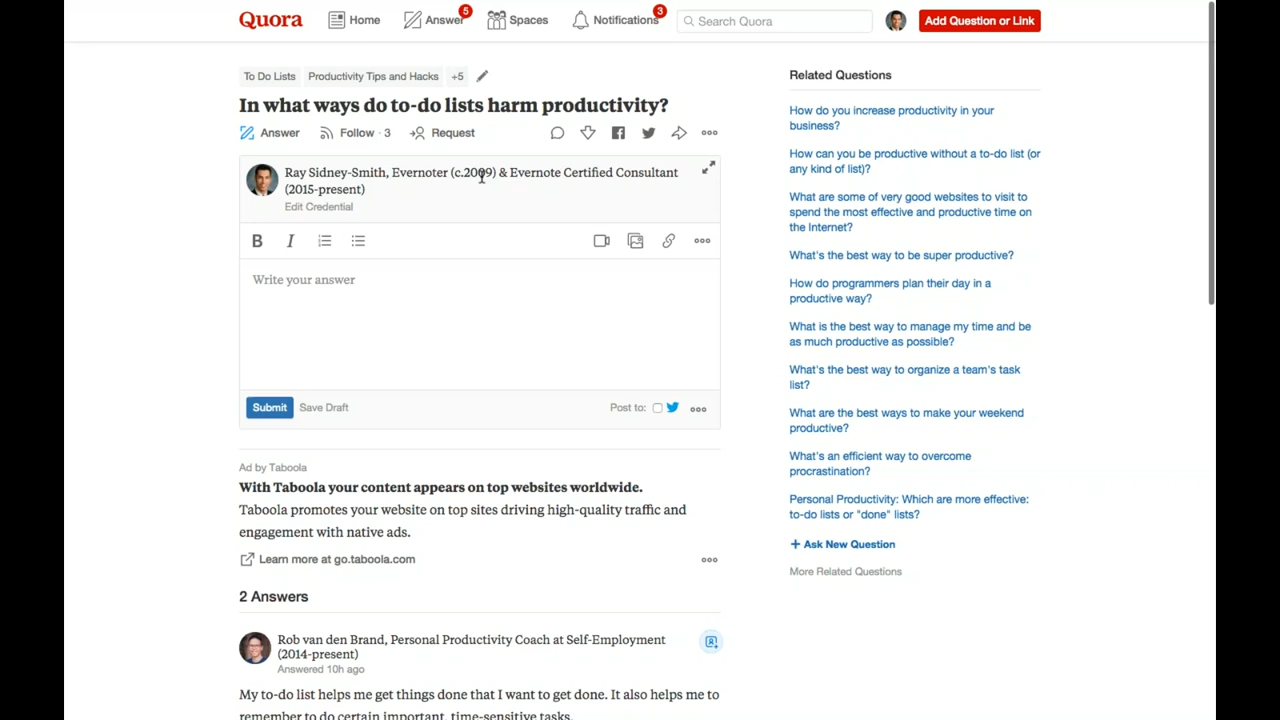 Quora Home Answer 5 Spaces Notifications 3 Search Quora Add Question or Link
To Do Lists Productivity Tips and Hacks +5
In what ways do to-do lists harm productivity?
Answer Follow · 3 Request
Ray Sidney-Smith, Evernoter (c.2009) & Evernote Certified Consultant
(2015-present)
Edit Credential
B I
Write your answer
Submit Save Draft Post to:
Ad by Taboola
With Taboola your content appears on top websites worldwide.
Taboola promotes your website on top sites driving high-quality traffic and
engagement with native ads.
Learn more at go.taboola.com
2 Answers
Rob van den Brand, Personal Productivity Coach at Self-Employment
(2014-present)
Answered 10h ago
My to-do list helps me get things done that I want to get done. It also helps me to
remember to do certain important, time-sensitive tasks.
Related Questions
How do you increase productivity in your
business?
How can you be productive without a to-do list (or
any kind of list)?
What are some of very good websites to visit to
spend the most effective and productive time on
the Internet?
What's the best way to be super productive?
How do programmers plan their day in a
productive way?
What is the best way to manage my time and be
as much productive as possible?
What's the best way to organize a team's task
list?
What are the best ways to make your weekend
productive?
What's an efficient way to overcome
procrastination?
Personal Productivity: Which are more effective:
to-do lists or "done" lists?
+ Ask New Question
More Related Questions